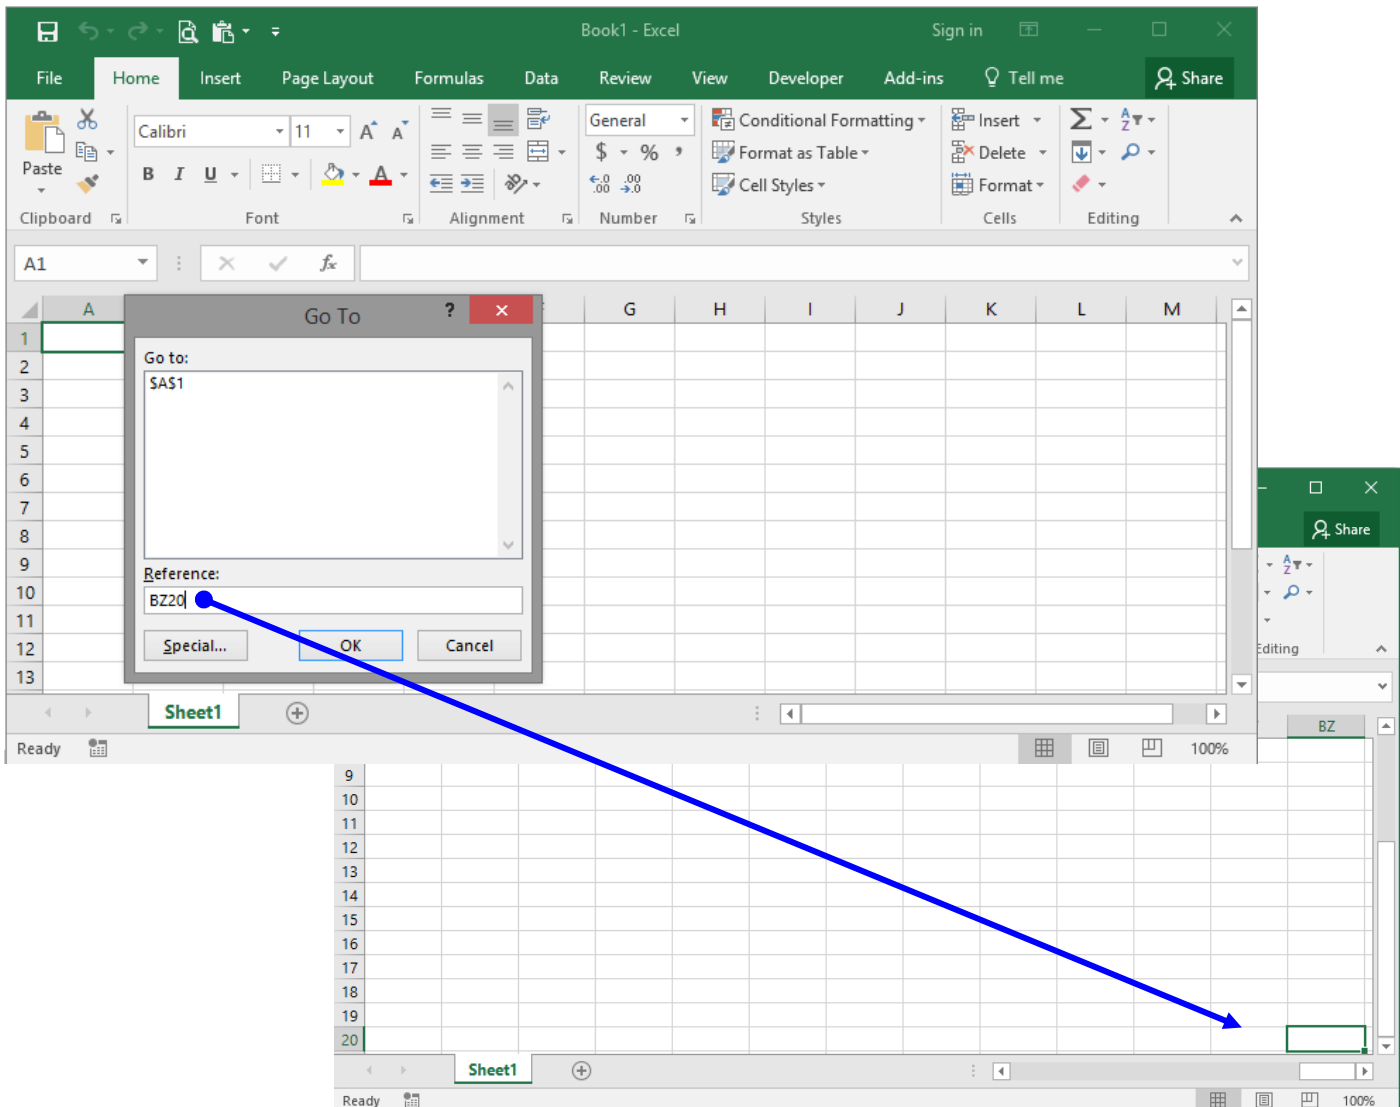 Book1 - Excel
Sign in
File Home Insert Page Layout Formulas Data Review View Developer Add-ins Tell me Share
Paste
Calibri 11 A A
B I U A
General
$ % ,
.0 .00
.00 .0
Conditional Formatting
Format as Table
Cell Styles
Insert
Delete
Format
Σ A Z
Clipboard Font Alignment Number Styles Cells Editing
A1 fx
A G H I J K L M
Go To ?
Go to:
$A$1
Reference:
BZ20
Special... OK Cancel
1
2
3
4
5
6
7
8
9
10
11
12
13
Sheet1
Ready 100%
Share
A Z
Editing
BZ
9
10
11
12
13
14
15
16
17
18
19
20
Sheet1
Ready 100%